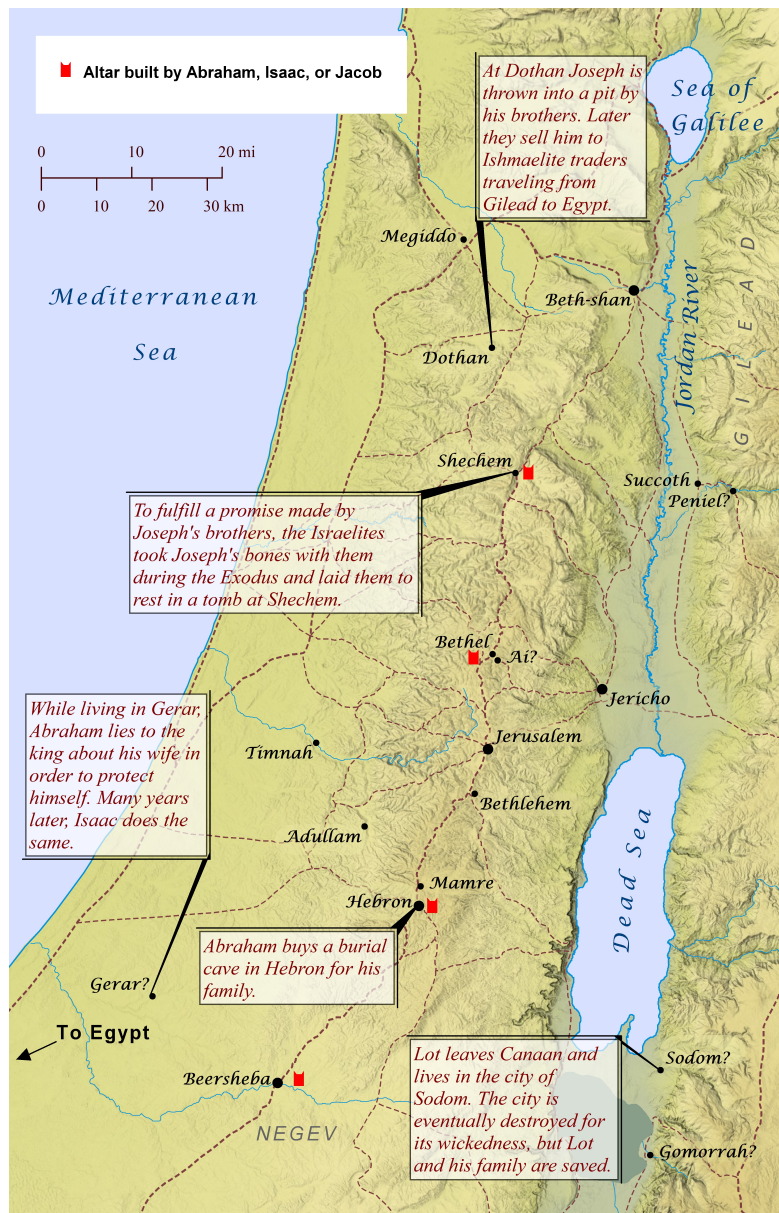 Altar built by Abraham, Isaac, or Jacob
0 10 20 mi
0 10 20 30 km
At Dothan Joseph is
thrown into a pit by
his brothers. Later
they sell him to
Ishmaelite traders
traveling from
Gilead to Egypt.
Sea of
Galilee
Megiddo
Mediterranean
Sea
Beth-shan
Jordan River
GILEAD
Dothan
Shechem
Succoth
Peniel?
To fulfill a promise made by
Joseph's brothers, the Israelites
took Joseph's bones with them
during the Exodus and laid them to
rest in a tomb at Shechem.
Bethel
Ai?
Jericho
While living in Gerar,
Abraham lies to the
king about his wife in
order to protect
himself. Many years
later, Isaac does the
same.
Timnah
Jerusalem
Bethlehem
Adullam
Dead Sea
Mamre
Hebron
Abraham buys a burial
cave in Hebron for his
family.
Gerar?
To Egypt
Beersheba
NEGEV
Lot leaves Canaan and
lives in the city of
Sodom. The city is
eventually destroyed for
its wickedness, but Lot
and his family are saved.
Sodom?
Gomorrah?